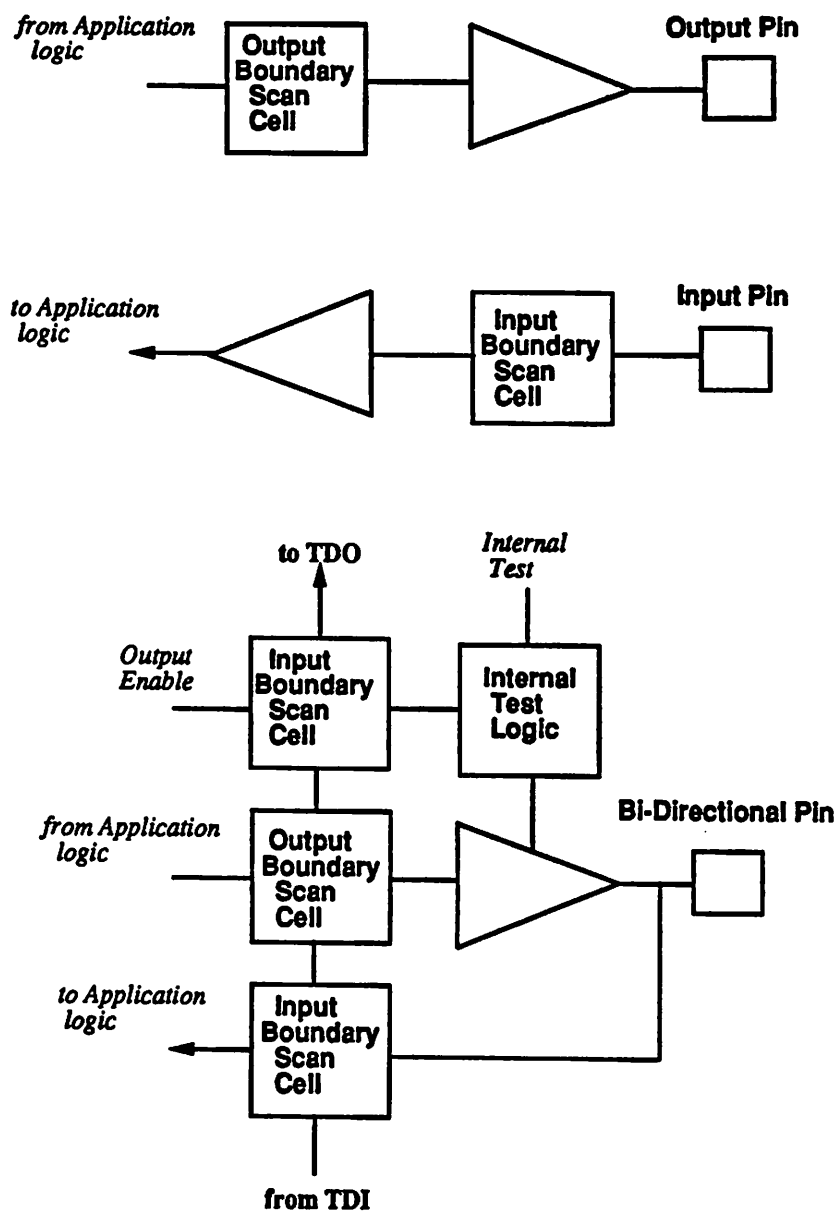 from Application
logic
Output
Boundary
Scan
Cell
Output Pin
to Application
logic
Input
Boundary
Scan
Cell
Input Pin
to TDO
Internal
Test
Output
Enable
Input
Boundary
Scan
Cell
Internal
Test
Logic
from Application
logic
Output
Boundary
Scan
Cell
Bi-Directional Pin
to Application
logic
Input
Boundary
Scan
Cell
from TDI